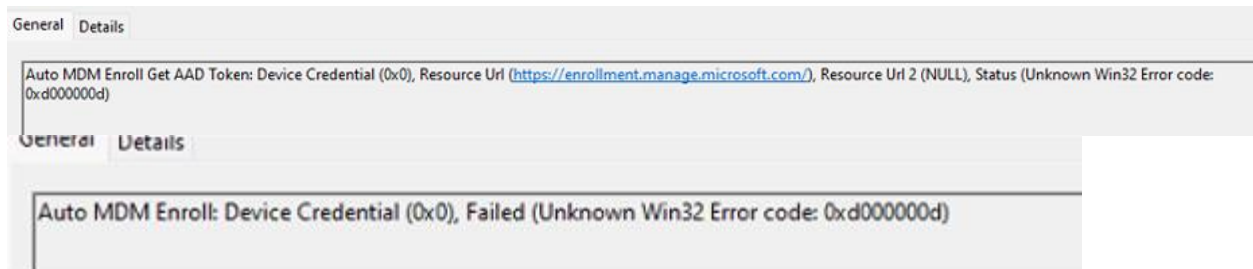 General Details
Auto MDM Enroll Get AAD Token: Device Credential (0x0), Resource Url (https://enrollment.manage.microsoft.com/), Resource Url 2 (NULL), Status (Unknown Win32 Error code:
0xd000000d)
General Details
Auto MDM Enroll: Device Credential (0x0), Failed (Unknown Win32 Error code: 0xd000000d)